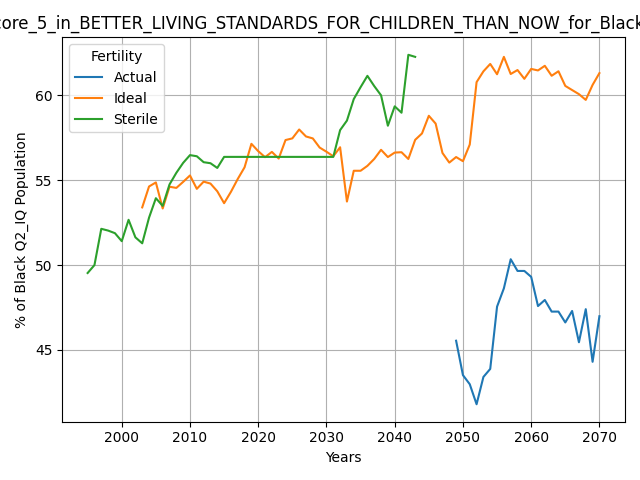 core_5_in_BETTER_LIVING_STANDARDS_FOR_CHILDREN_THAN_NOW_for_Black
Fertility
Actual
Ideal
Sterile
% of Black Q2_IQ Population
60
55
50
45
2000 2010 2020 2030 2040 2050 2060 2070
Years